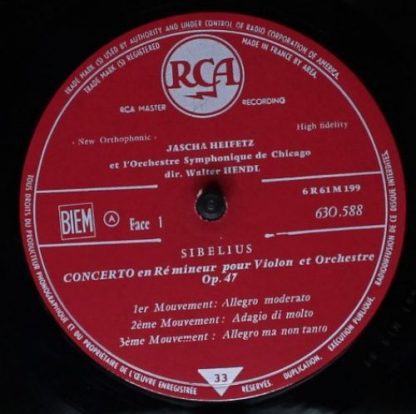 TRADE MARK (S) USED BY AUTHORITY AND UNDER CONTROL OF RADIO CORPORATION OF AMERICA.
TRADE MARK (S) REGISTERED
MADE IN FRANCE BY AREA.
RCA
RCA MASTER RECORDING
• New Orthophonic •
High fidelity
JASCHA HEIFETZ
et l'Orchestre Symphonique de Chicago
dir. Walter HENDL
6 R 61 M 199
BIEM
A
Face 1
630.588
SIBELIUS
CONCERTO en Ré mineur pour Violon et Orchestre
Op. 47
1er Mouvement : Allegro moderato
2ème Mouvement : Adagio di molto
3ème Mouvement : Allegro ma non tanto
33
TOUS DROITS DU PRODUCTEUR PHONOGRAPHIQUE ET DU PROPRIÉTAIRE DE L'ŒUVRE ENREGISTRÉE RÉSERVÉS. DUPLICATION. EXÉCUTION PUBLIQUE. RADIODIFFUSION DE CE DISQUE INTERDITES.